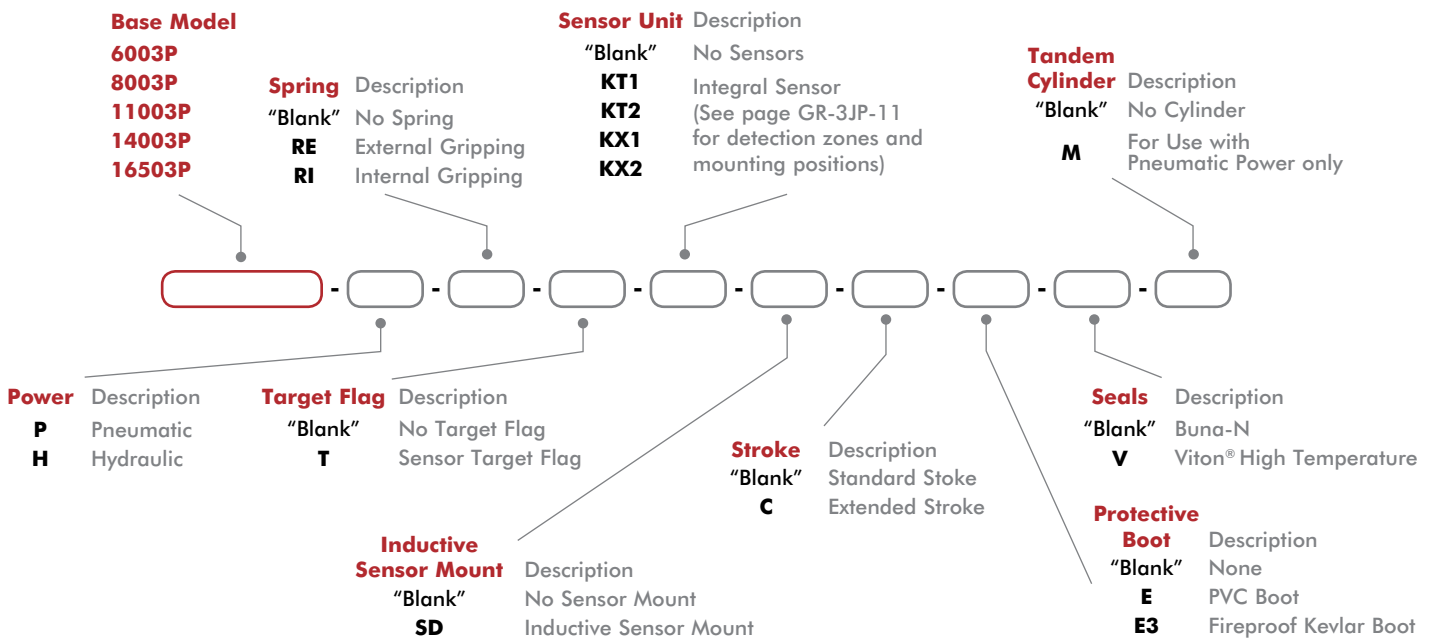 Base Model
6003P
8003P
11003P
14003P
16503P
Spring Description
"Blank" No Spring
RE External Gripping
RI Internal Gripping
Sensor Unit Description
"Blank" No Sensors
KT1 Integral Sensor
KT2 (See page GR-3JP-11
KX1 for detection zones and
KX2 mounting positions)
Tandem
Cylinder Description
"Blank" No Cylinder
M For Use with
Pneumatic Power only
- - - - - - - - -
Power Description
P Pneumatic
H Hydraulic
Target Flag Description
"Blank" No Target Flag
T Sensor Target Flag
Inductive
Sensor Mount Description
"Blank" No Sensor Mount
SD Inductive Sensor Mount
Stroke Description
"Blank" Standard Stoke
C Extended Stroke
Seals Description
"Blank" Buna-N
V Viton® High Temperature
Protective
Boot Description
"Blank" None
E PVC Boot
E3 Fireproof Kevlar Boot